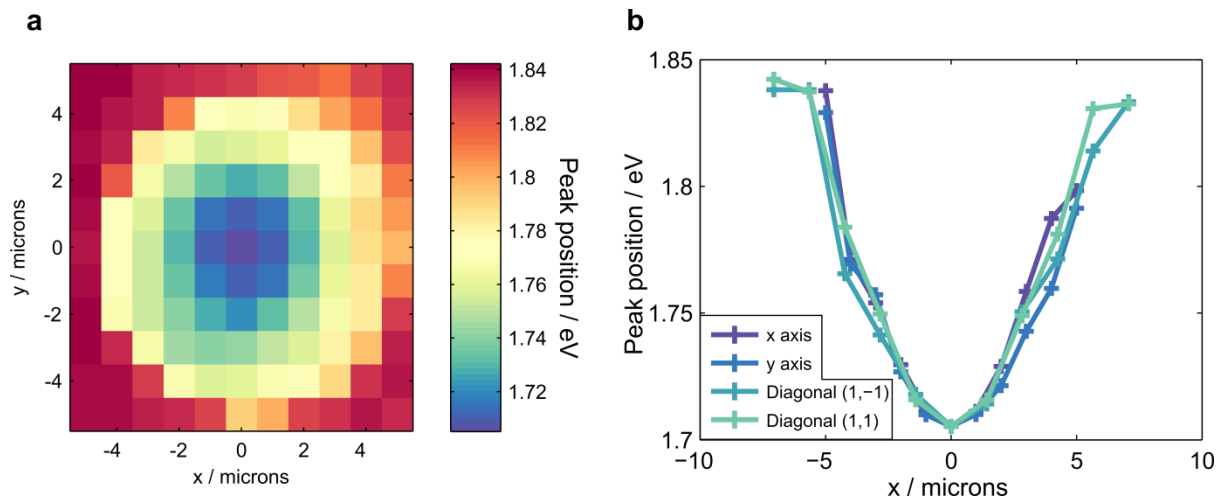 a
4
2
0
-2
-4
y / microns
-4
-2
0
2
4
x / microns
1.84
1.82
1.8
1.78
1.76
1.74
1.72
Peak position / eV
b
1.85
1.8
1.75
1.7
Peak position / eV
x axis
y axis
Diagonal (1,−1)
Diagonal (1,1)
−10
−5
0
5
10
x / microns